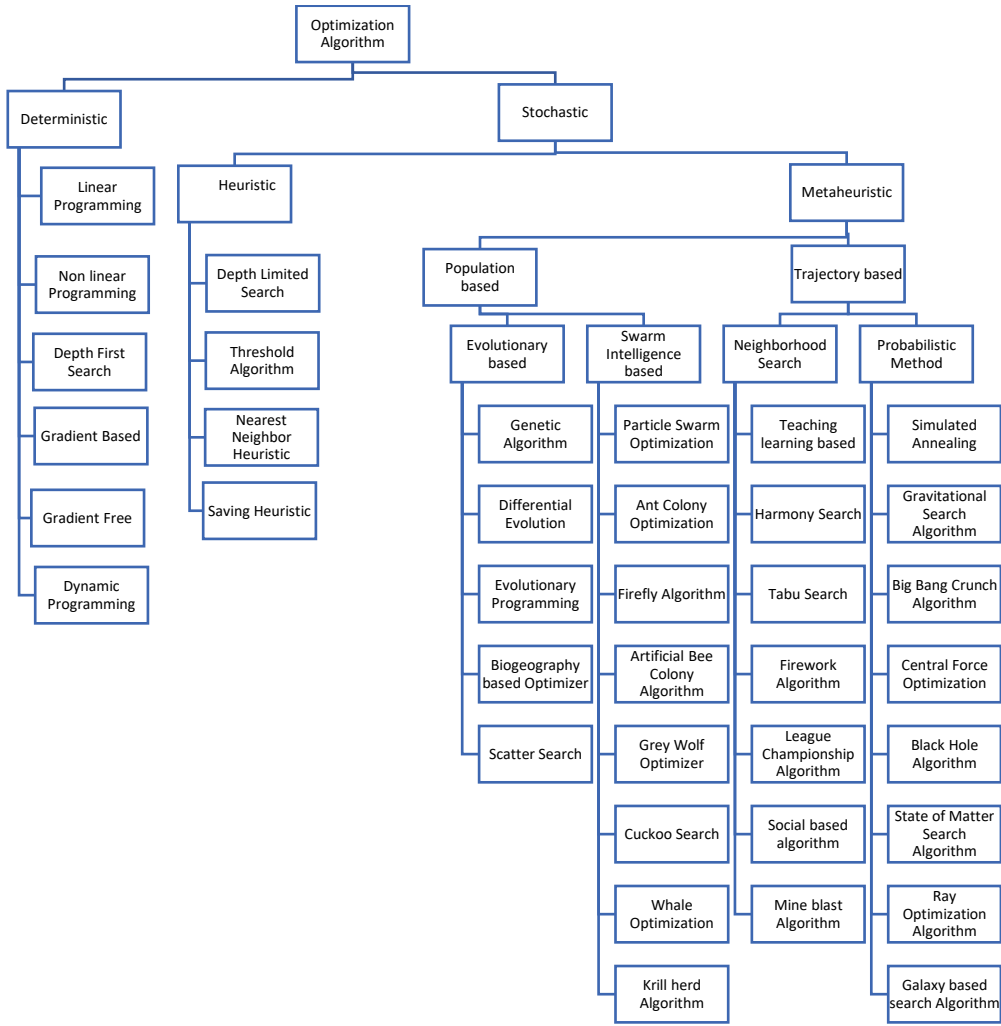 Optimization
Algorithm
Deterministic
Stochastic
Linear
Programming
Non linear
Programming
Depth First
Search
Gradient Based
Gradient Free
Dynamic
Programming
Heuristic
Depth Limited
Search
Threshold
Algorithm
Nearest
Neighbor
Heuristic
Saving Heuristic
Metaheuristic
Population
based
Trajectory based
Evolutionary
based
Genetic
Algorithm
Differential
Evolution
Evolutionary
Programming
Biogeography
based Optimizer
Scatter Search
Swarm
Intelligence
based
Particle Swarm
Optimization
Ant Colony
Optimization
Firefly Algorithm
Artificial Bee
Colony
Algorithm
Grey Wolf
Optimizer
Cuckoo Search
Whale
Optimization
Krill herd
Algorithm
Neighborhood
Search
Teaching
learning based
Harmony Search
Tabu Search
Firework
Algorithm
League
Championship
Algorithm
Social based
algorithm
Mine blast
Algorithm
Probabilistic
Method
Simulated
Annealing
Gravitational
Search
Algorithm
Big Bang Crunch
Algorithm
Central Force
Optimization
Black Hole
Algorithm
State of Matter
Search
Algorithm
Ray
Optimization
Algorithm
Galaxy based
search Algorithm